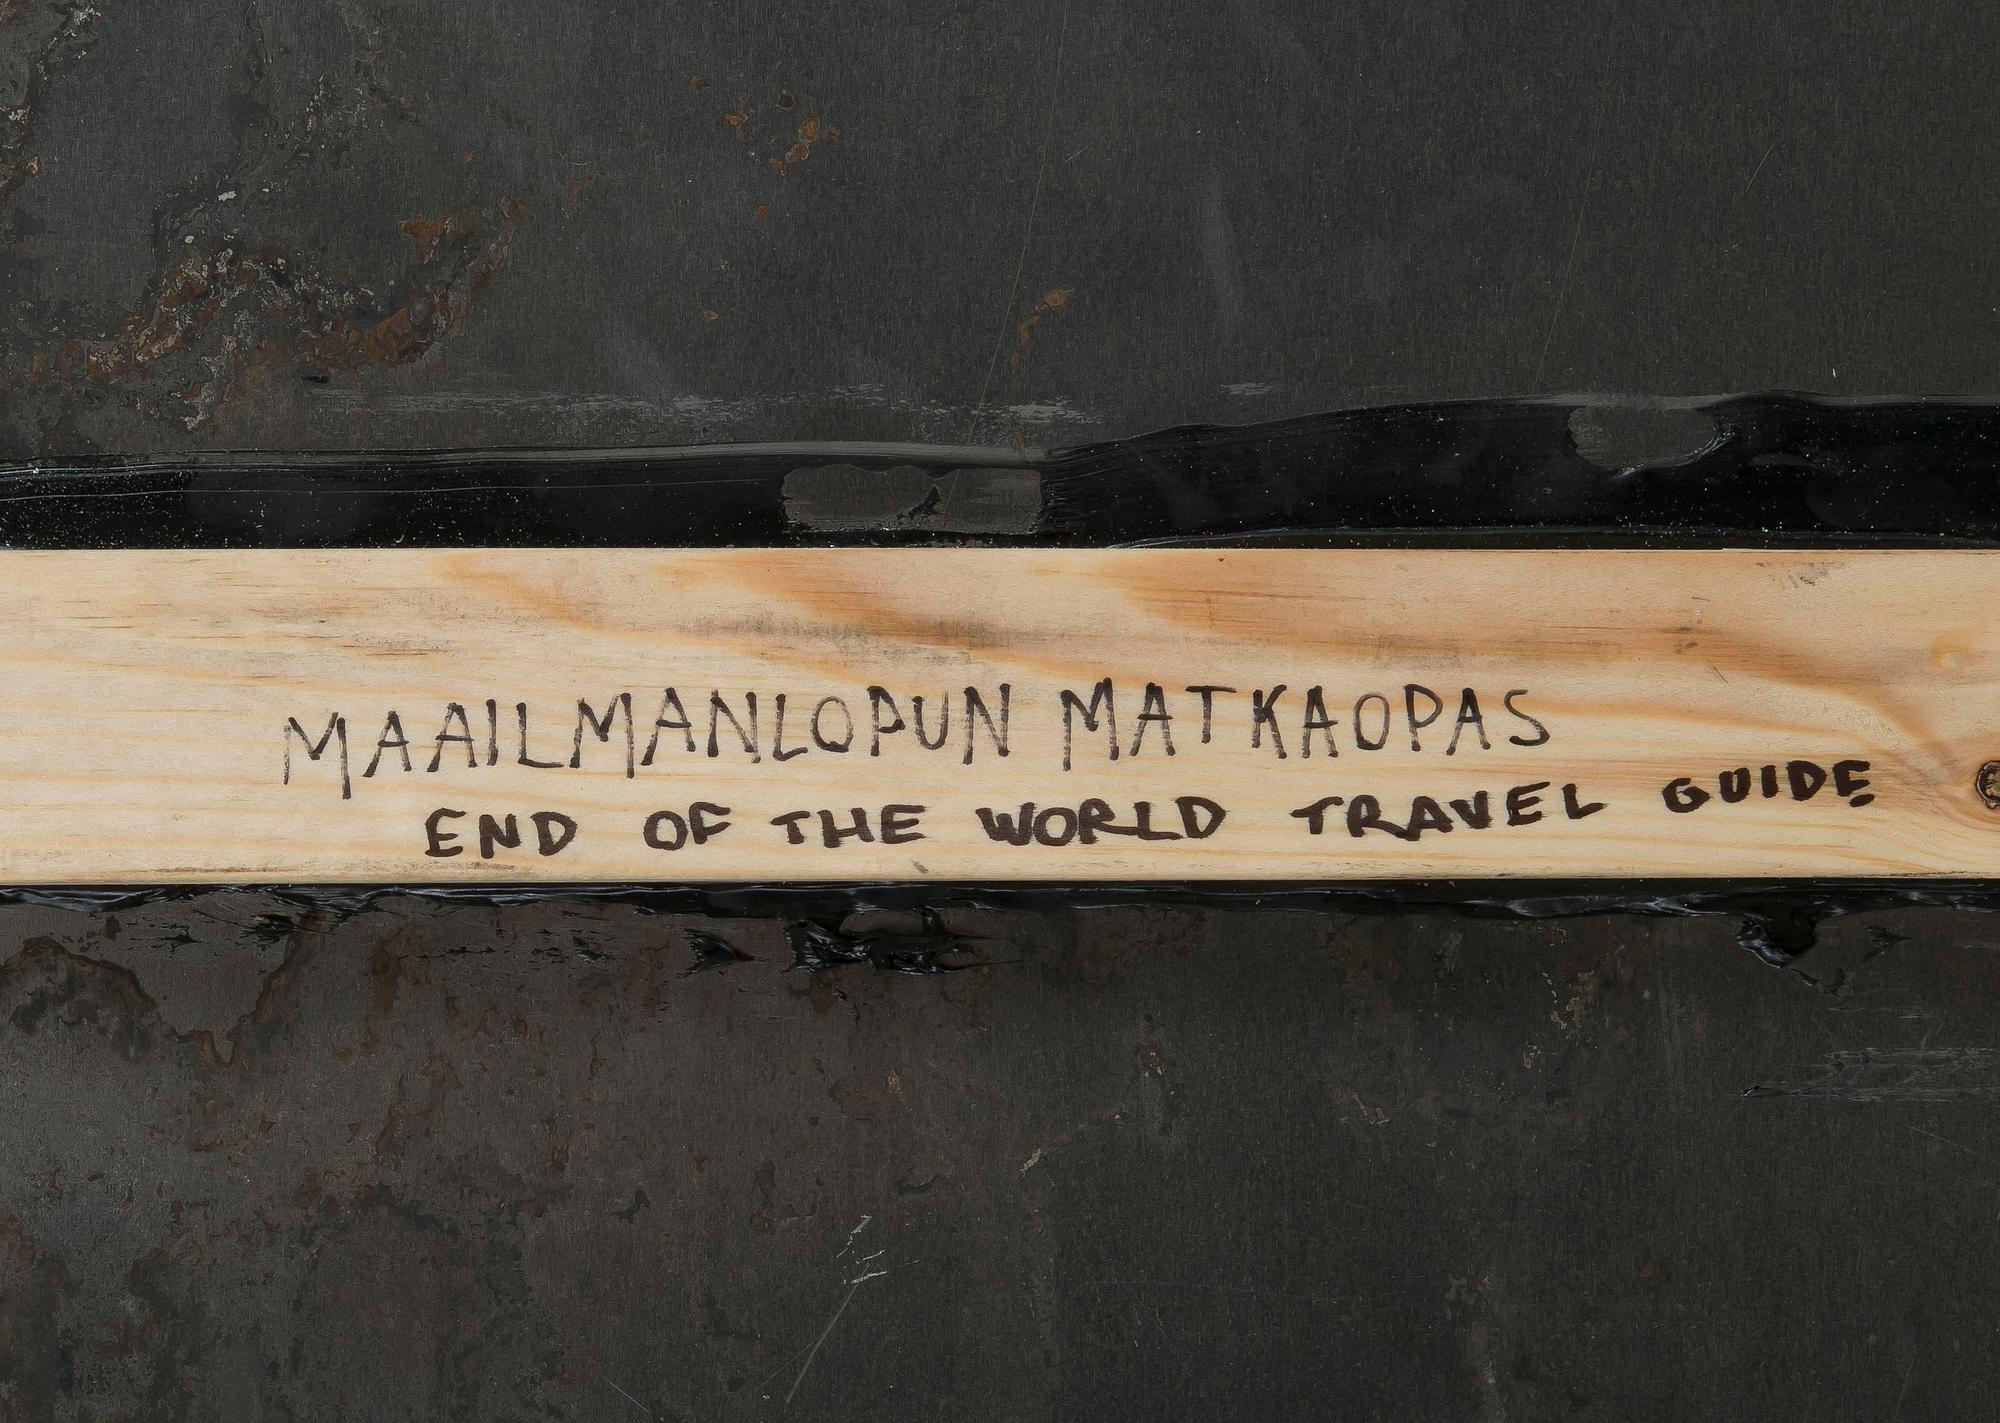 MAAILMANLOPUN MATKAOPAS
END OF THE WORLD TRAVEL GUIDE